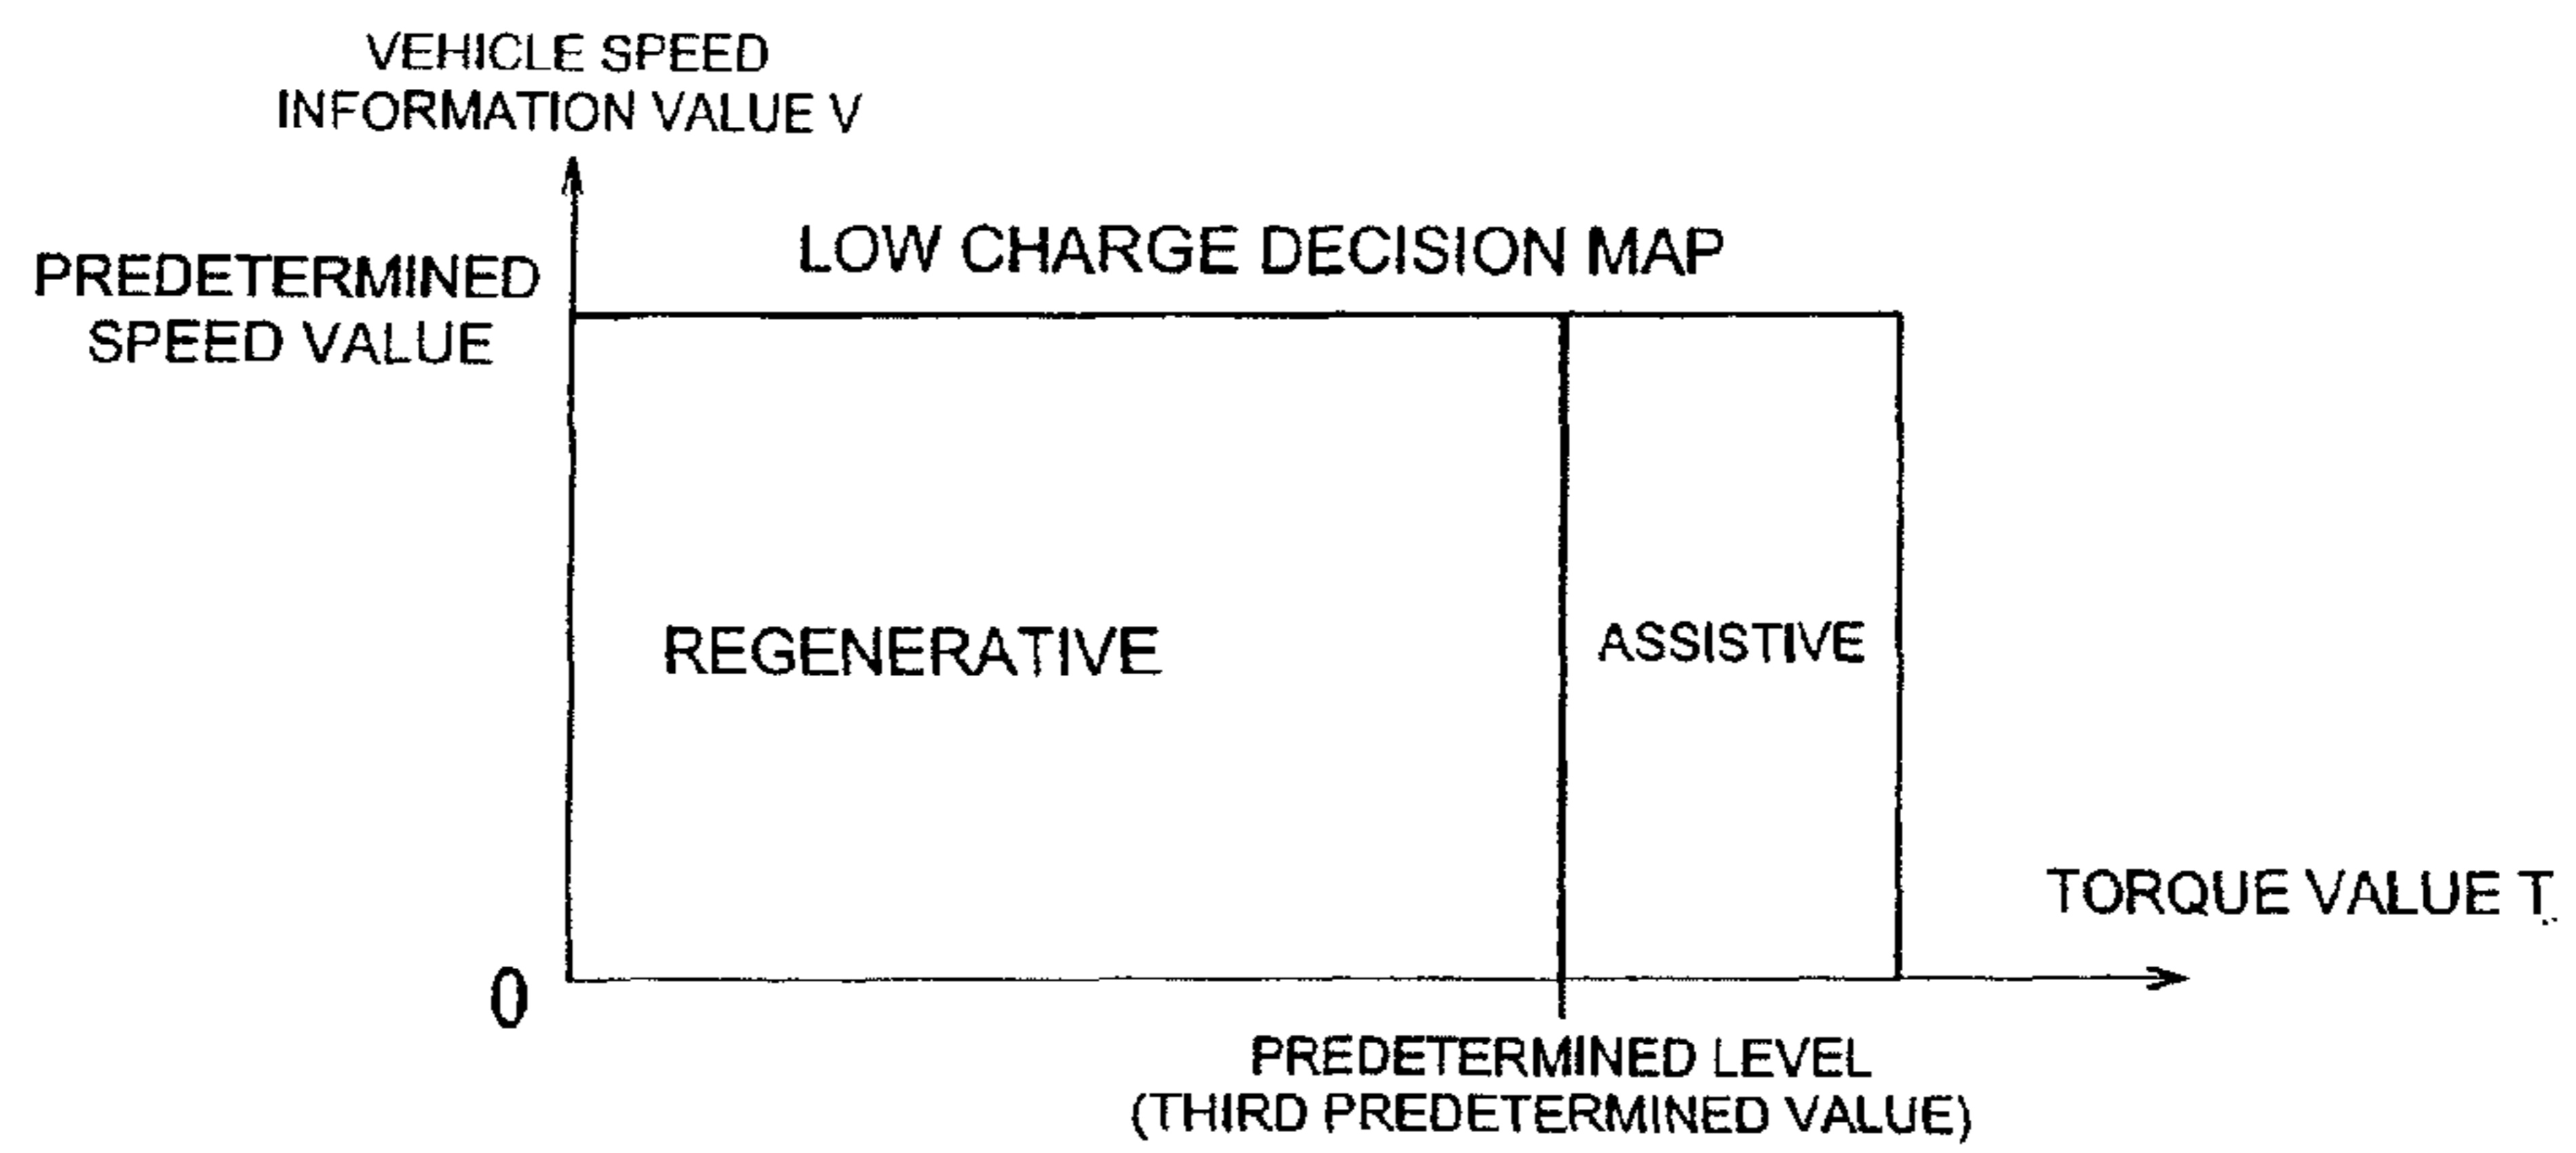 VEHICLE SPEED
INFORMATION VALUE V
LOW CHARGE DECISION MAP
PREDETERMINED
SPEED VALUE
REGENERATIVE
ASSISTIVE
TORQUE VALUE T
0
PREDETERMINED LEVEL
(THIRD PREDETERMINED VALUE)